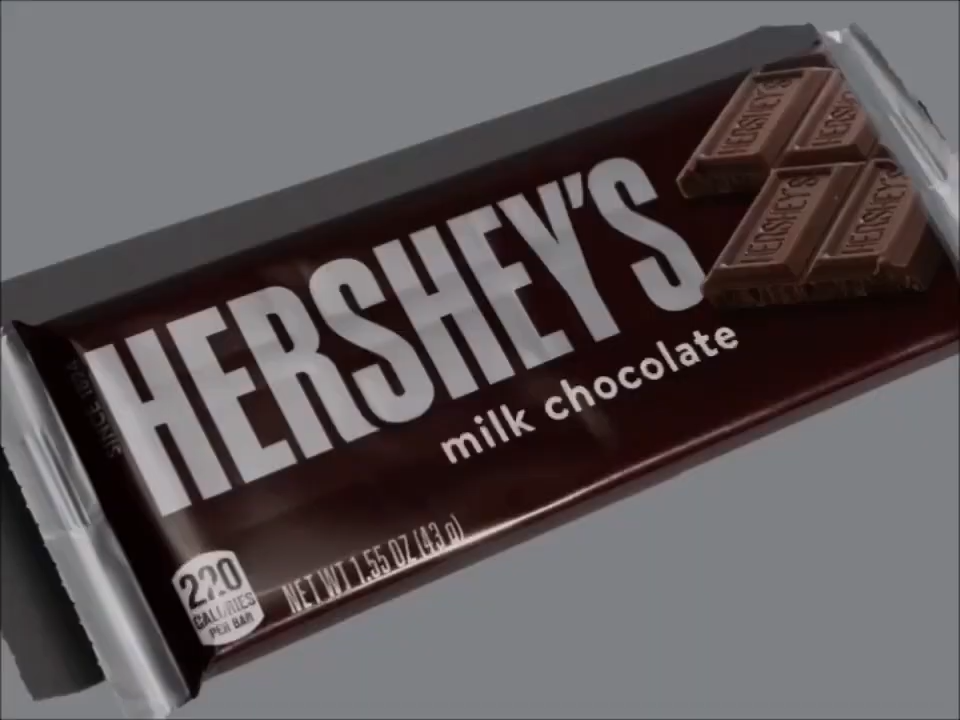 HERSHEY'S
milk chocolate
SINCE 1894
NET WT 1.55 OZ (43 g)
220
CALORIES
PER BAR
HERSHEY'S
HERSHEY'S
HERSHEY'S
HERSHEY'S